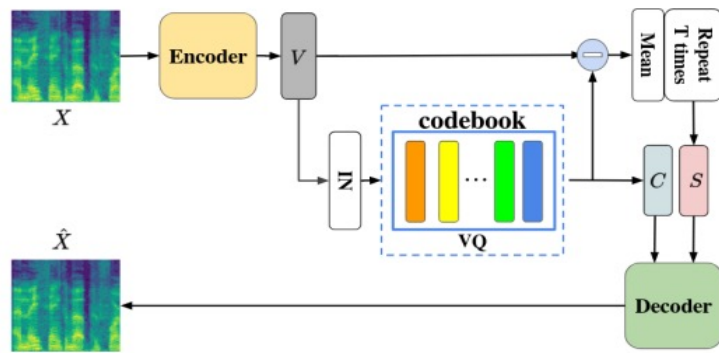 X
Encoder
V
Mean
Repeat
T times
IN
codebook
...
VQ
C
S
X̂
Decoder